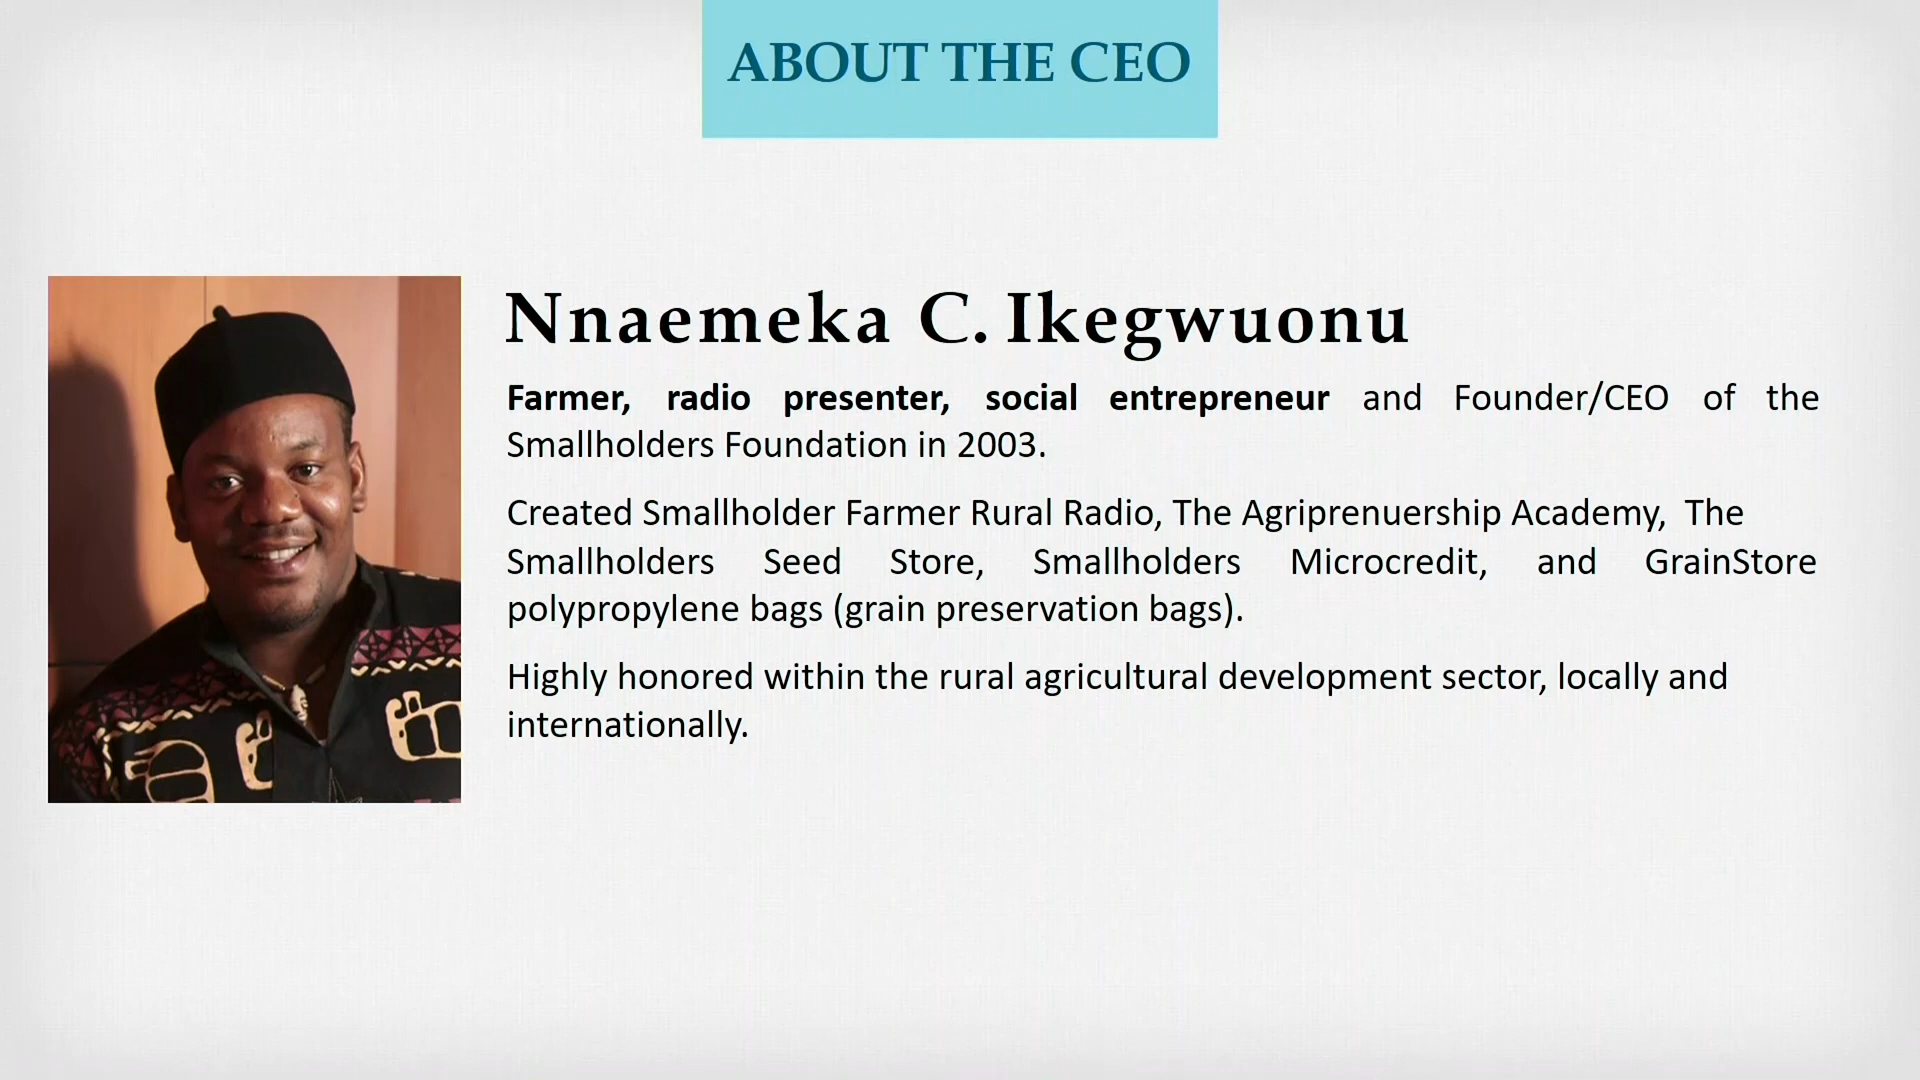 ABOUT THE CEO
Nnaemeka C. Ikegwuonu
Farmer, radio presenter, social entrepreneur and Founder/CEO of the
Smallholders Foundation in 2003.
Created Smallholder Farmer Rural Radio, The Agriprenuership Academy, The
Smallholders Seed Store, Smallholders Microcredit, and GrainStore
polypropylene bags (grain preservation bags).
Highly honored within the rural agricultural development sector, locally and
internationally.